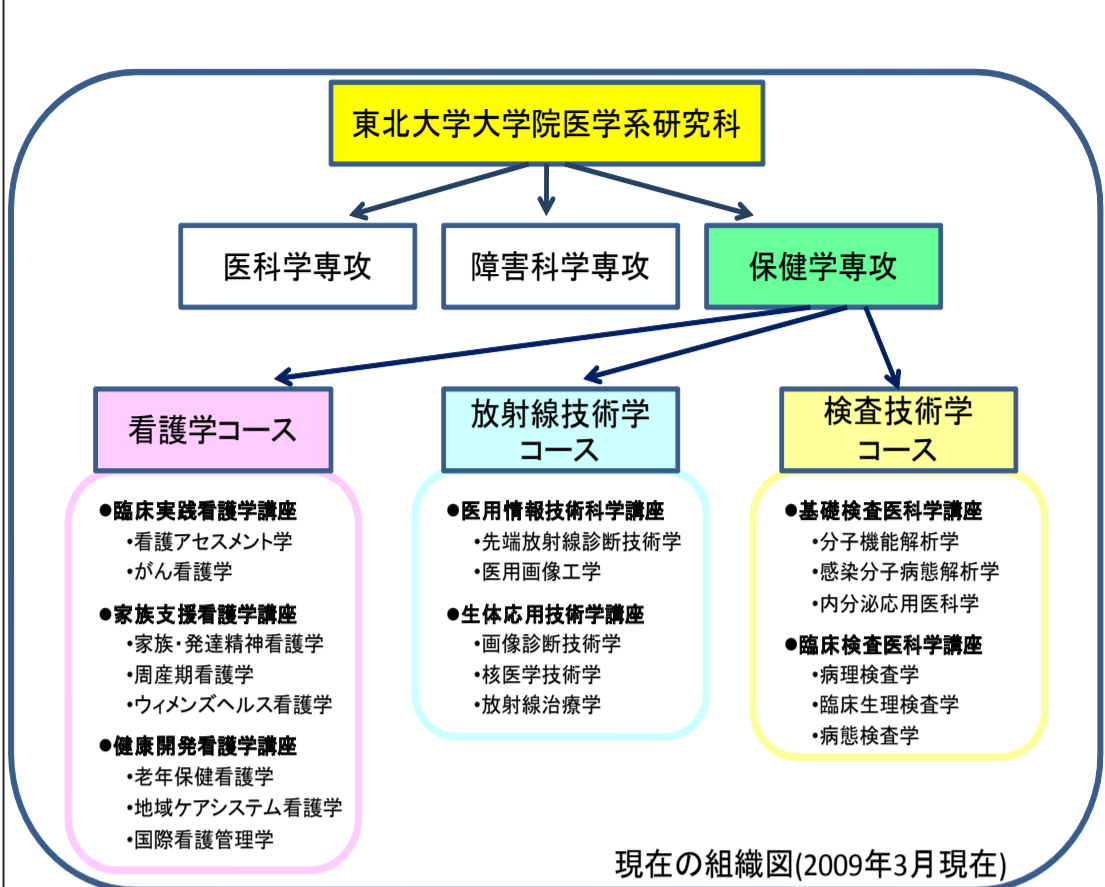 東北大学大学院医学系研究科
医科学専攻
障害科学専攻
保健学専攻
看護学コース
●臨床実践看護学講座
・看護アセスメント学
・がん看護学
●家族支援看護学講座
・家族・発達精神看護学
・周産期看護学
・ウィメンズヘルス看護学
●健康開発看護学講座
・老年保健看護学
・地域ケアシステム看護学
・国際看護管理学
放射線技術学
コース
●医用情報技術科学講座
・先端放射線診断技術学
・医用画像工学
●生体応用技術学講座
・画像診断技術学
・核医学技術学
・放射線治療学
検査技術学
コース
●基礎検査医科学講座
・分子機能解析学
・感染分子病態解析学
・内分泌応用医科学
●臨床検査医科学講座
・病理検査学
・臨床生理検査学
・病態検査学
現在の組織図(2009年3月現在)